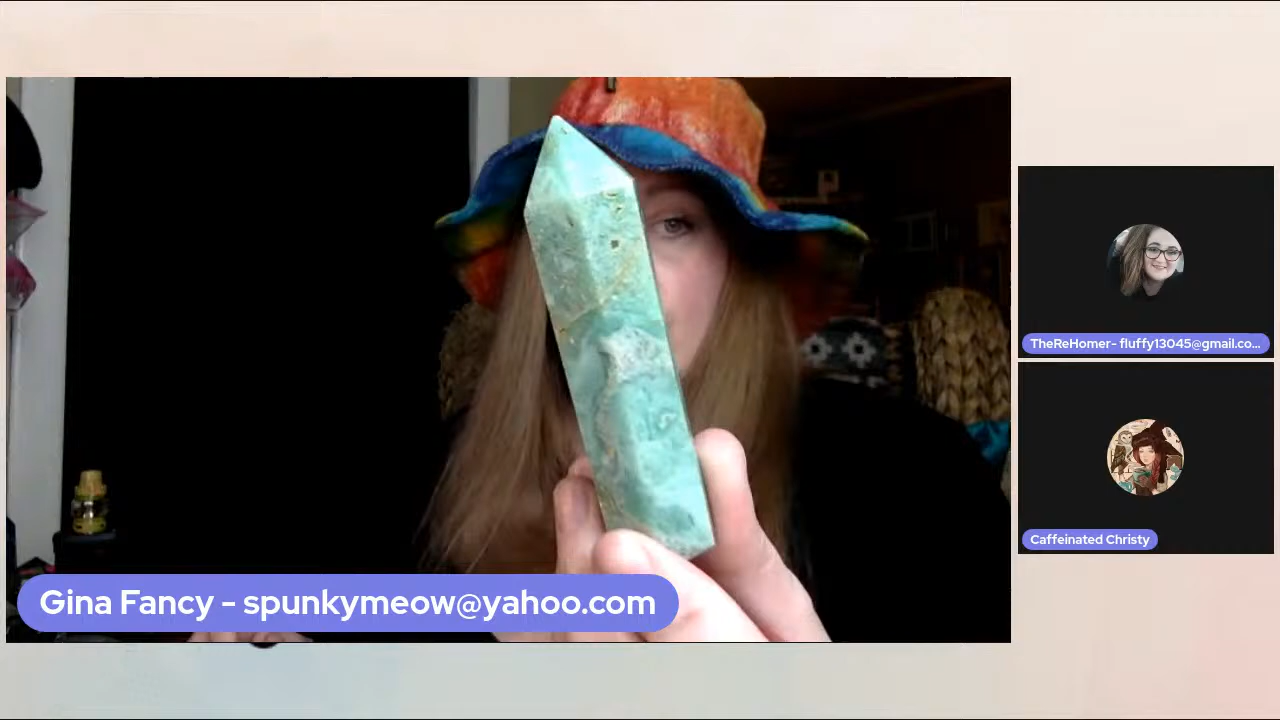 Gina Fancy - spunkymeow@yahoo.com
TheReHomer- fluffy13045@gmail.co...
Caffeinated Christy